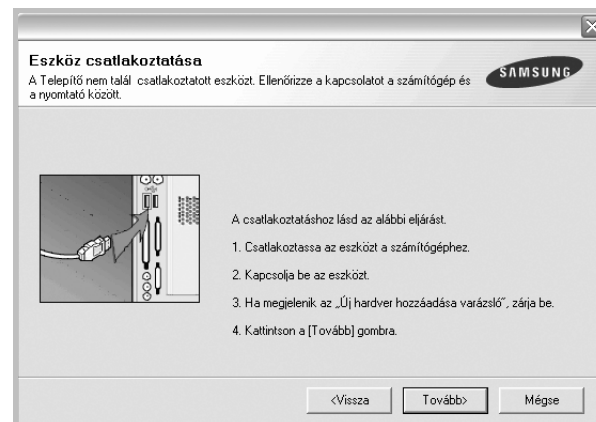 Eszköz csatlakoztatása
A Telepítő nem talál csatlakoztatott eszközt. Ellenőrizze a kapcsolatot a számítógép és
a nyomtató között.
SAMSUNG
A csatlakoztatáshoz lásd az alábbi eljárást.
1. Csatlakoztassa az eszközt a számítógéphez.
2. Kapcsolja be az eszközt.
3. Ha megjelenik az „Új hardver hozzáadása varázsló”, zárja be.
4. Kattintson a [Tovább] gombra.
<Vissza
Tovább>
Mégse